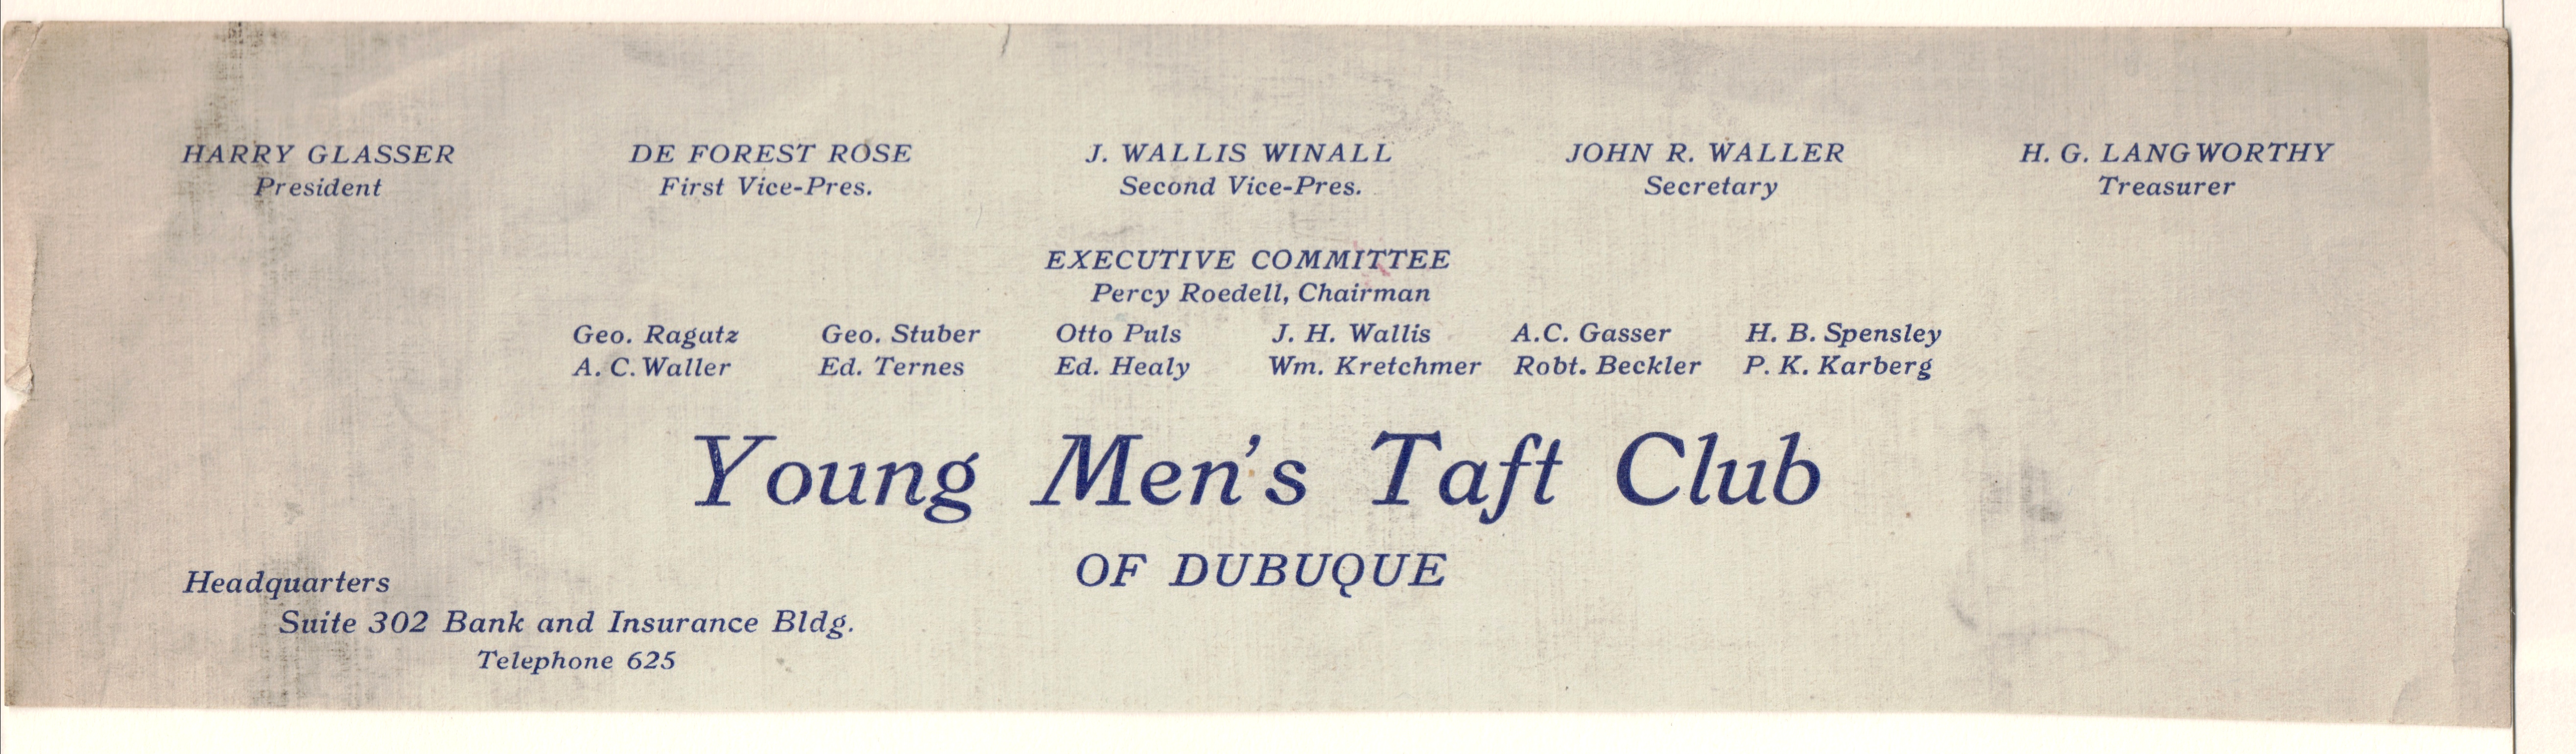 HARRY GLASSER DE FOREST ROSE J. WALLIS WINALL JOHN R. WALLER H. G. LANGWORTHY
President First Vice-Pres. Second Vice-Pres. Secretary Treasurer
EXECUTIVE COMMITTEE
Percy Roedell, Chairman
Geo. Ragatz Geo. Stuber Otto Puls J. H. Wallis A.C. Gasser H. B. Spensley
A. C. Waller Ed. Ternes Ed. Healy Wm. Kretchmer Robt. Beckler P. K. Karberg
Young Men's Taft Club
OF DUBUQUE
Headquarters
Suite 302 Bank and Insurance Bldg.
Telephone 625